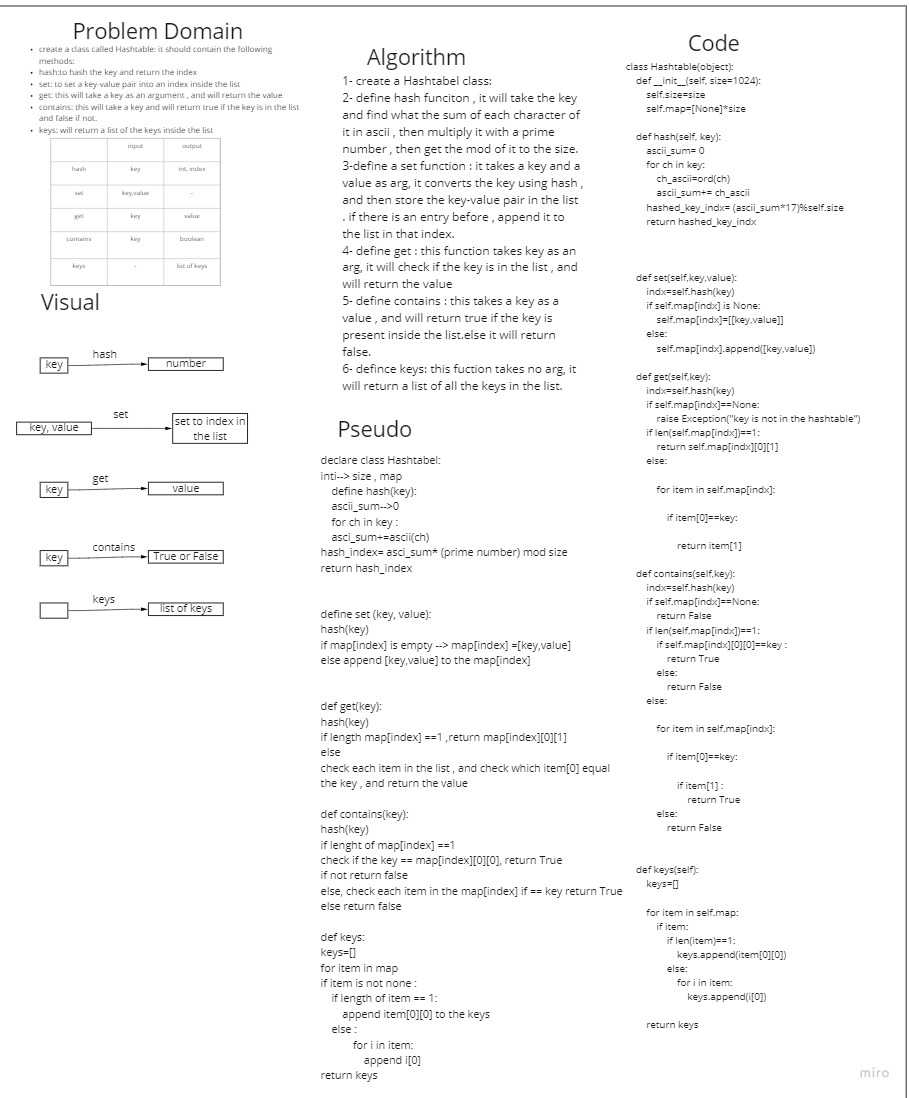 Problem Domain
• create a class called Hashtable: it should contain the following
methods:
• hash:to hash the key and return the index
• set: to set a key-value pair into an index inside the list
• get: this will take a key as an argument , and will return the value
• contains: this will take a key and will return true if the key is in the list
and false if not.
• keys: will return a list of the keys inside the list
input output
hash key int, index
set key,value -
get key value
contains key boolean
keys - list of keys
Visual
key hash number
key, value set set to index in
the list
key get value
key contains True or False
keys list of keys
Algorithm
1- create a Hashtabel class:
2- define hash funciton , it will take the key
and find what the sum of each character of
it in ascii , then multiply it with a prime
number , then get the mod of it to the size.
3-define a set function : it takes a key and a
value as arg, it converts the key using hash ,
and then store the key-value pair in the list
. if there is an entry before , append it to
the list in that index.
4- define get : this function takes key as an
arg, it will check if the key is in the list , and
will return the value
5- define contains : this takes a key as a
value , and will return true if the key is
present inside the list.else it will return
false.
6- defince keys: this fuction takes no arg, it
will return a list of all the keys in the list.
Pseudo
declare class Hashtabel:
inti--> size , map
define hash(key):
ascii_sum-->0
for ch in key :
asci_sum+=ascii(ch)
hash_index= asci_sum* (prime number) mod size
return hash_index
define set (key, value):
hash(key)
if map[index] is empty --> map[index] =[key,value]
else append [key,value] to the map[index]
def get(key):
hash(key)
if length map[index] ==1 ,return map[index][0][1]
else
check each item in the list , and check which item[0] equal
the key , and return the value
def contains(key):
hash(key)
if lenght of map[index] ==1
check if the key == map[index][0][0], return True
if not return false
else, check each item in the map[index] if == key return True
else return false
def keys:
keys=[]
for item in map
if item is not none :
if length of item == 1:
append item[0][0] to the keys
else :
for i in item:
append i[0]
return keys
Code
class Hashtable(object):
def __init__(self, size=1024):
self.size=size
self.map=[None]*size
def hash(self, key):
ascii_sum= 0
for ch in key:
ch_ascii=ord(ch)
ascii_sum+= ch_ascii
hashed_key_indx= (ascii_sum*17)%self.size
return hashed_key_indx
def set(self,key,value):
indx=self.hash(key)
if self.map[indx] is None:
self.map[indx]=[[key,value]]
else:
self.map[indx].append([key,value])
def get(self,key):
indx=self.hash(key)
if self.map[indx]==None:
raise Exception("key is not in the hashtable")
if len(self.map[indx])==1:
return self.map[indx][0][1]
else:
for item in self.map[indx]:
if item[0]==key:
return item[1]
def contains(self,key):
indx=self.hash(key)
if self.map[indx]==None:
return False
if len(self.map[indx])==1:
if self.map[indx][0][0]==key :
return True
else:
return False
else:
for item in self.map[indx]:
if item[0]==key:
if item[1] :
return True
else:
return False
def keys(self):
keys=[]
for item in self.map:
if item:
if len(item)==1:
keys.append(item[0][0])
else:
for i in item:
keys.append(i[0])
return keys
miro